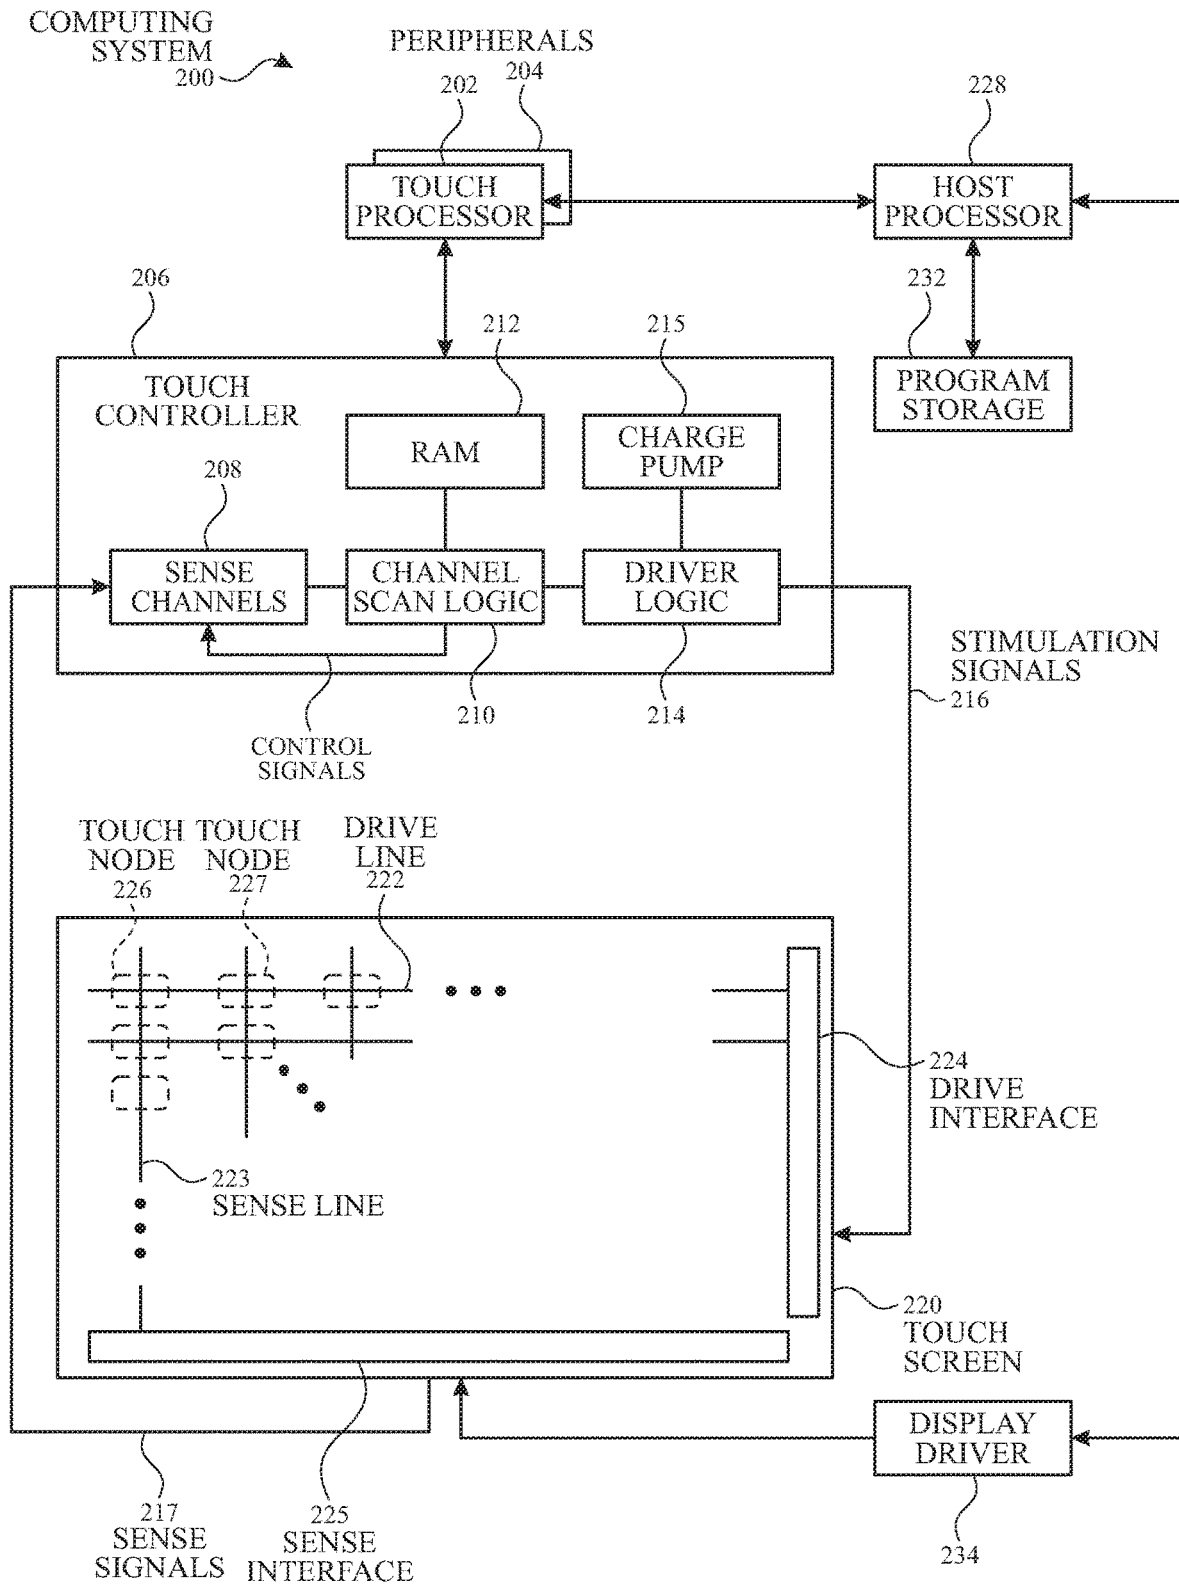 COMPUTING
SYSTEM
200
PERIPHERALS
204
202
228
TOUCH
PROCESSOR
HOST
PROCESSOR
206
212
215
232
TOUCH
CONTROLLER
RAM
CHARGE
PUMP
PROGRAM
STORAGE
208
SENSE
CHANNELS
CHANNEL
SCAN LOGIC
DRIVER
LOGIC
STIMULATION
SIGNALS
216
210
214
CONTROL
SIGNALS
TOUCH
NODE
226
TOUCH
NODE
227
DRIVE
LINE
222
224
DRIVE
INTERFACE
223
SENSE LINE
220
TOUCH
SCREEN
DISPLAY
DRIVER
217
SENSE
SIGNALS
225
SENSE
INTERFACE
234